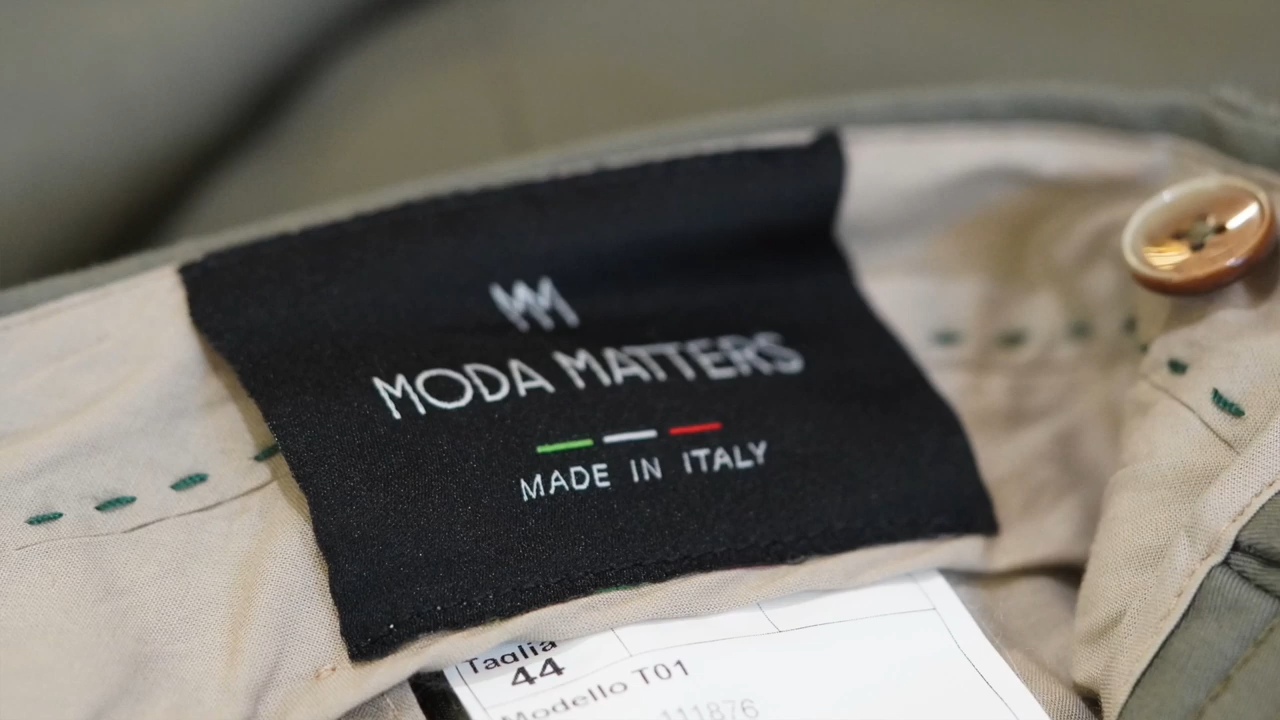 MM
MODA MATTERS
MADE IN ITALY
Taglia
44
Modello T01
111876